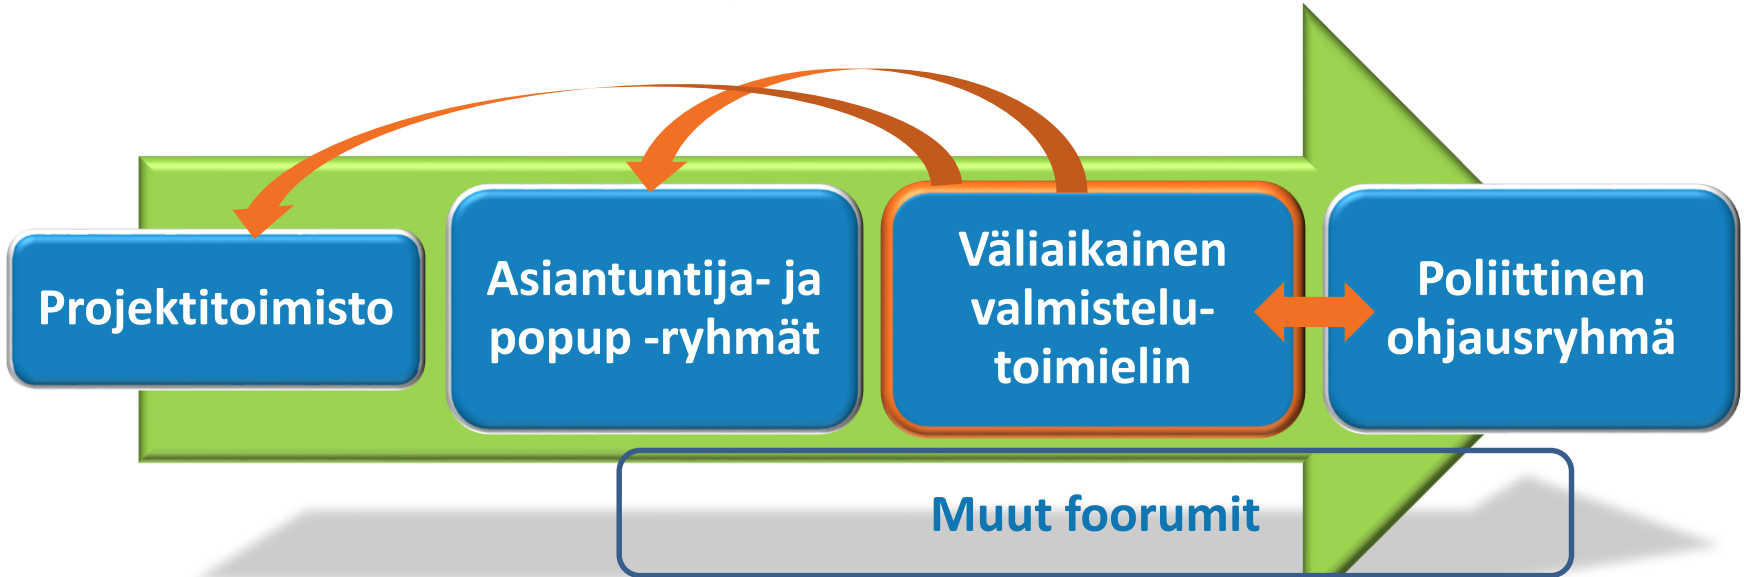 Projektitoimisto
Asiantuntija- ja
popup -ryhmät
Väliaikainen
valmistelu-
toimielin
Poliittinen
ohjausryhmä
Muut foorumit